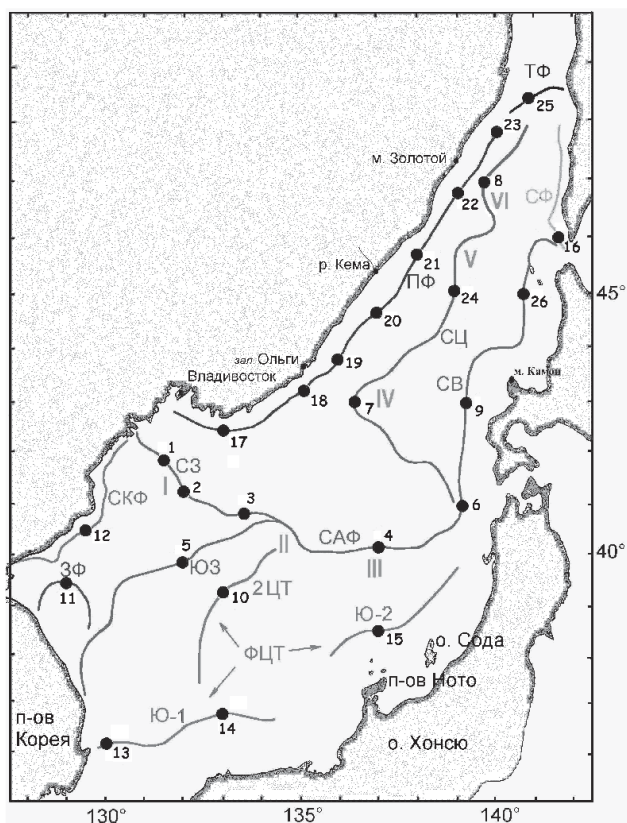 ТФ
25
23
м. Золотой
8
22
VI
СФ
16
р. Кема
21
V
ПФ
24
26
45°
20
СЦ
зал. Ольги
19
Владивосток
18
м. Камои
7
IV
СВ
9
17
1
СЗ
I
2
СКФ
3
6
12
САФ
4
40°
II
5
III
ЗФ
ЮЗ
11
2ЦТ
10
15
Ю-2
о. Сода
ФЦТ
п-ов Ното
п-ов
Корея
Ю-1
14
13
о. Хонсю
130°
135°
140°